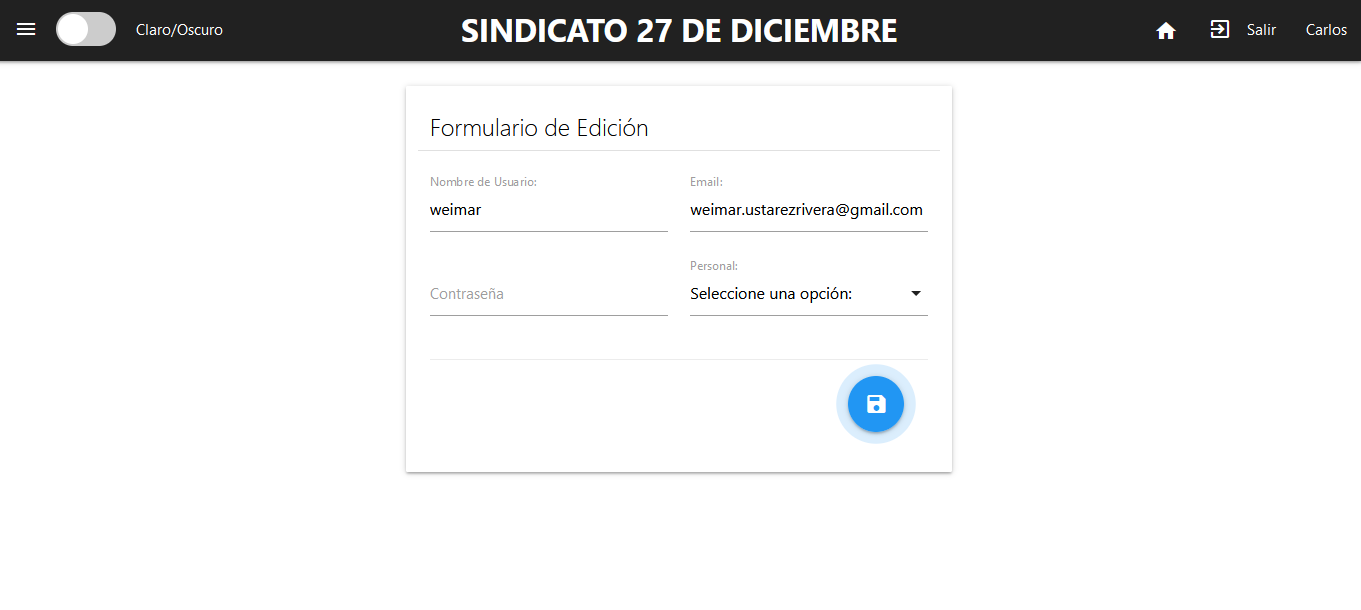 Claro/Oscuro SINDICATO 27 DE DICIEMBRE Salir Carlos
Formulario de Edición
Nombre de Usuario: Email:
weimar weimar.ustarezrivera@gmail.com
Personal:
Contraseña Seleccione una opción: